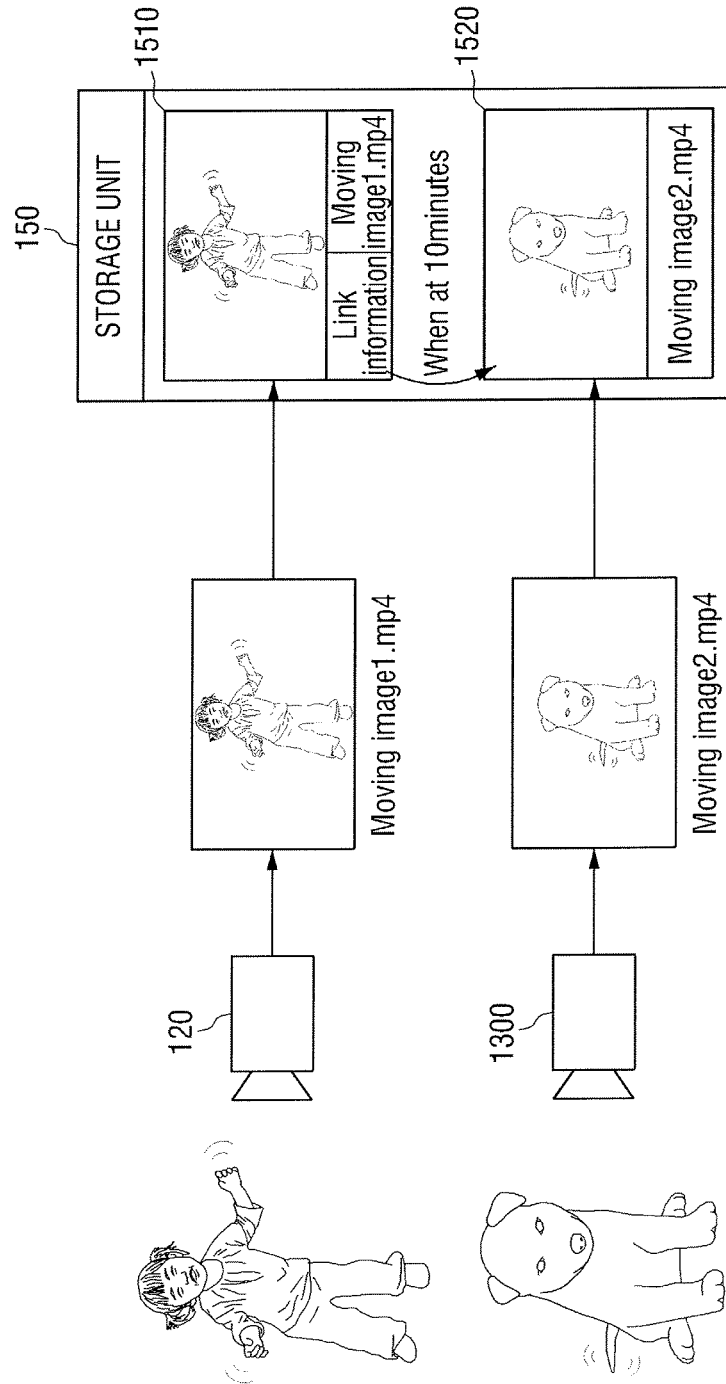 150
STORAGE UNIT
1510
Link
information
Moving
image1.mp4
When at 10minutes
1520
Moving image2.mp4
Moving image1.mp4
Moving image2.mp4
120
1300